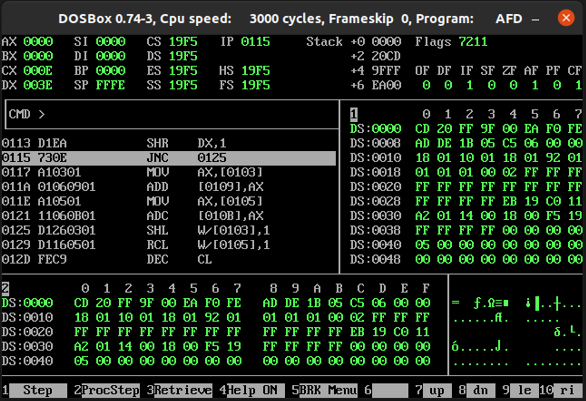 DOSBox 0.74-3, Cpu speed: 3000 cycles, Frameskip 0, Program: AFD
AX 0000 SI 0000 CS 19F5 IP 0115 Stack +0 0000 Flags 7211
BX 0000 DI 0000 DS 19F5 +2 20CD
CX 000E BP 0000 ES 19F5 HS 19F5 +4 9FFF OF DF IF SF ZF AF PF CF
DX 003E SP FFFE SS 19F5 FS 19F5 +6 EA00 0 0 1 0 0 1 0 1
CMD >
0113 D1EA SHR DX,1
0115 730E JNC 0125
0117 A10301 MOV AX,[0103]
011A 01060901 ADD [0109],AX
011E A10501 MOV AX,[0105]
0121 11060B01 ADC [010B],AX
0125 D1260301 SHL W/[0103],1
0129 D1160501 RCL W/[0105],1
012D FEC9 DEC CL
1 0 1 2 3 4 5 6 7
DS:0000 CD 20 FF 9F 00 EA F0 FE
DS:0008 AD DE 1B 05 C5 06 00 00
DS:0010 18 01 10 01 18 01 92 01
DS:0018 01 01 01 00 02 FF FF FF
DS:0020 FF FF FF FF FF FF FF FF
DS:0028 FF FF FF FF EB 19 C0 11
DS:0030 A2 01 14 00 18 00 F5 19
DS:0038 FF FF FF FF 00 00 00 00
DS:0040 05 00 00 00 00 00 00 00
DS:0048 00 00 00 00 00 00 00 00
2 0 1 2 3 4 5 6 7 8 9 A B C D E F
DS:0000 CD 20 FF 9F 00 EA F0 FE AD DE 1B 05 C5 06 00 00
DS:0010 18 01 10 01 18 01 92 01 01 01 01 00 02 FF FF FF
DS:0020 FF FF FF FF FF FF FF FF FF FF FF FF EB 19 C0 11
DS:0030 A2 01 14 00 18 00 F5 19 FF FF FF FF 00 00 00 00
DS:0040 05 00 00 00 00 00 00 00 00 00 00 00 00 00 00 00
1 Step 2 ProcStep 3 Retrieve 4 Help ON 5 BRK Menu 6 7 up 8 dn 9 le 10 ri